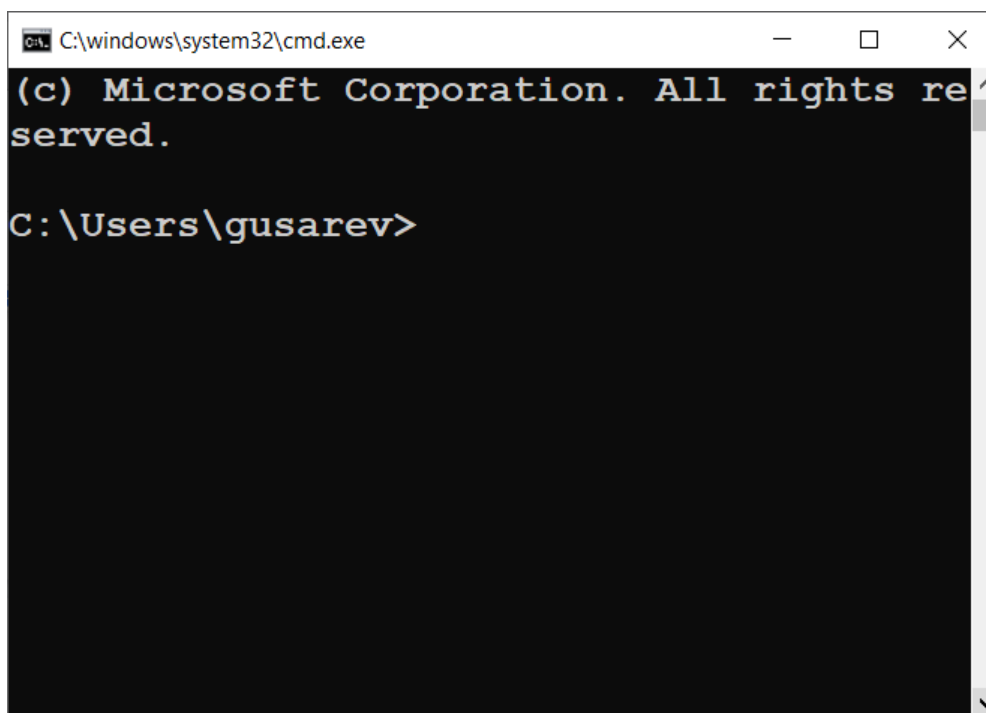 C:\windows\system32\cmd.exe
(c) Microsoft Corporation. All rights re
served.
C:\Users\gusarev>